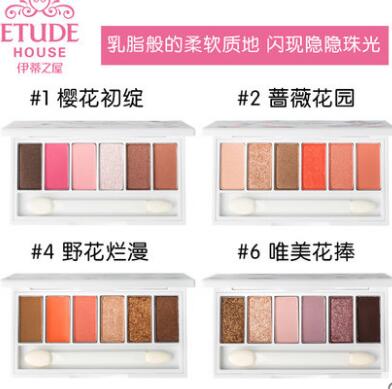 ETUDE
HOUSE
伊蒂之屋
乳脂般的柔软质地 闪现隐隐珠光
#1 樱花初绽
#2 蔷薇花园
#4 野花烂漫
#6 唯美花捧